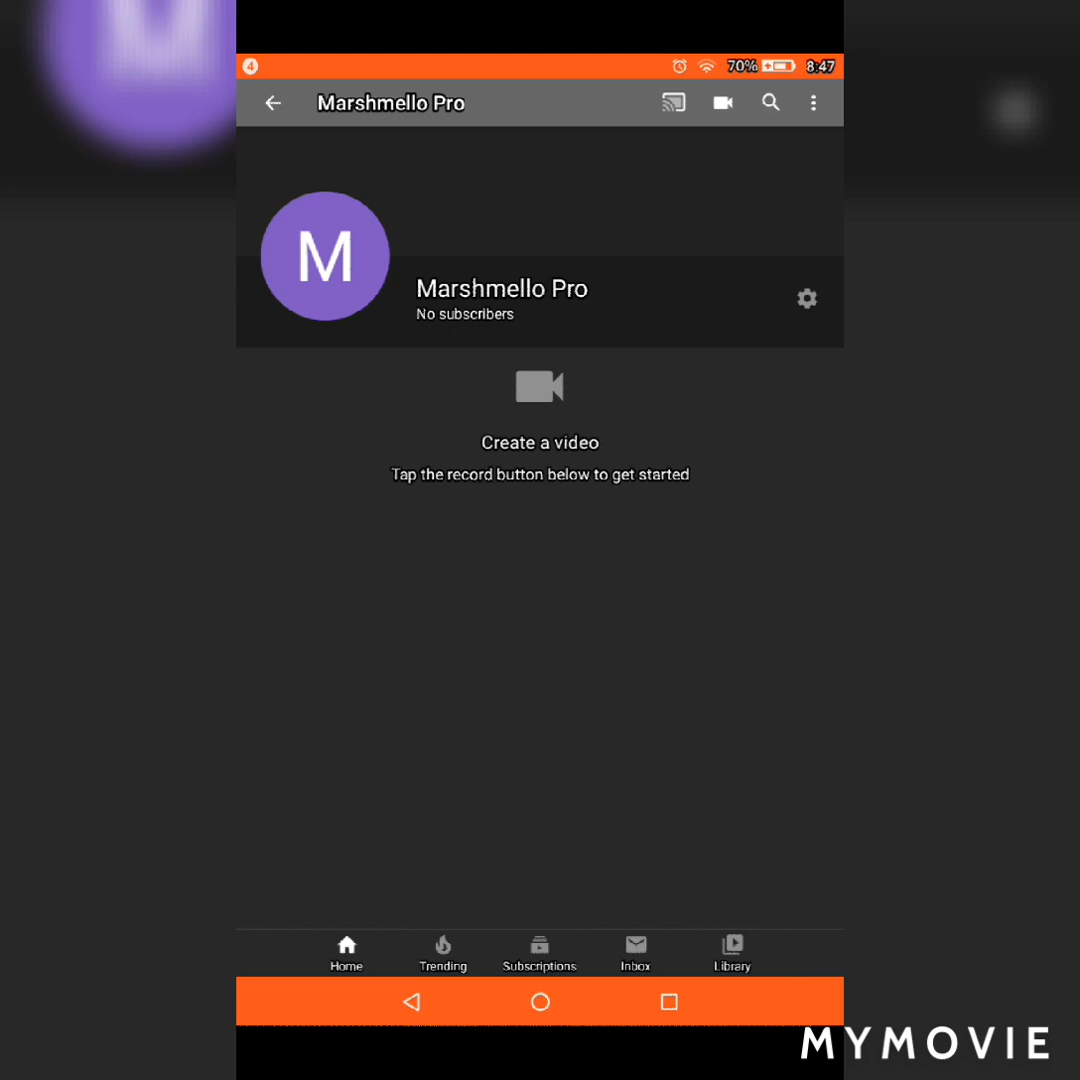 4 70% 8:47
Marshmello Pro
M
Marshmello Pro
No subscribers
Create a video
Tap the record button below to get started
Home Trending Subscriptions Inbox Library
MYMOVIE